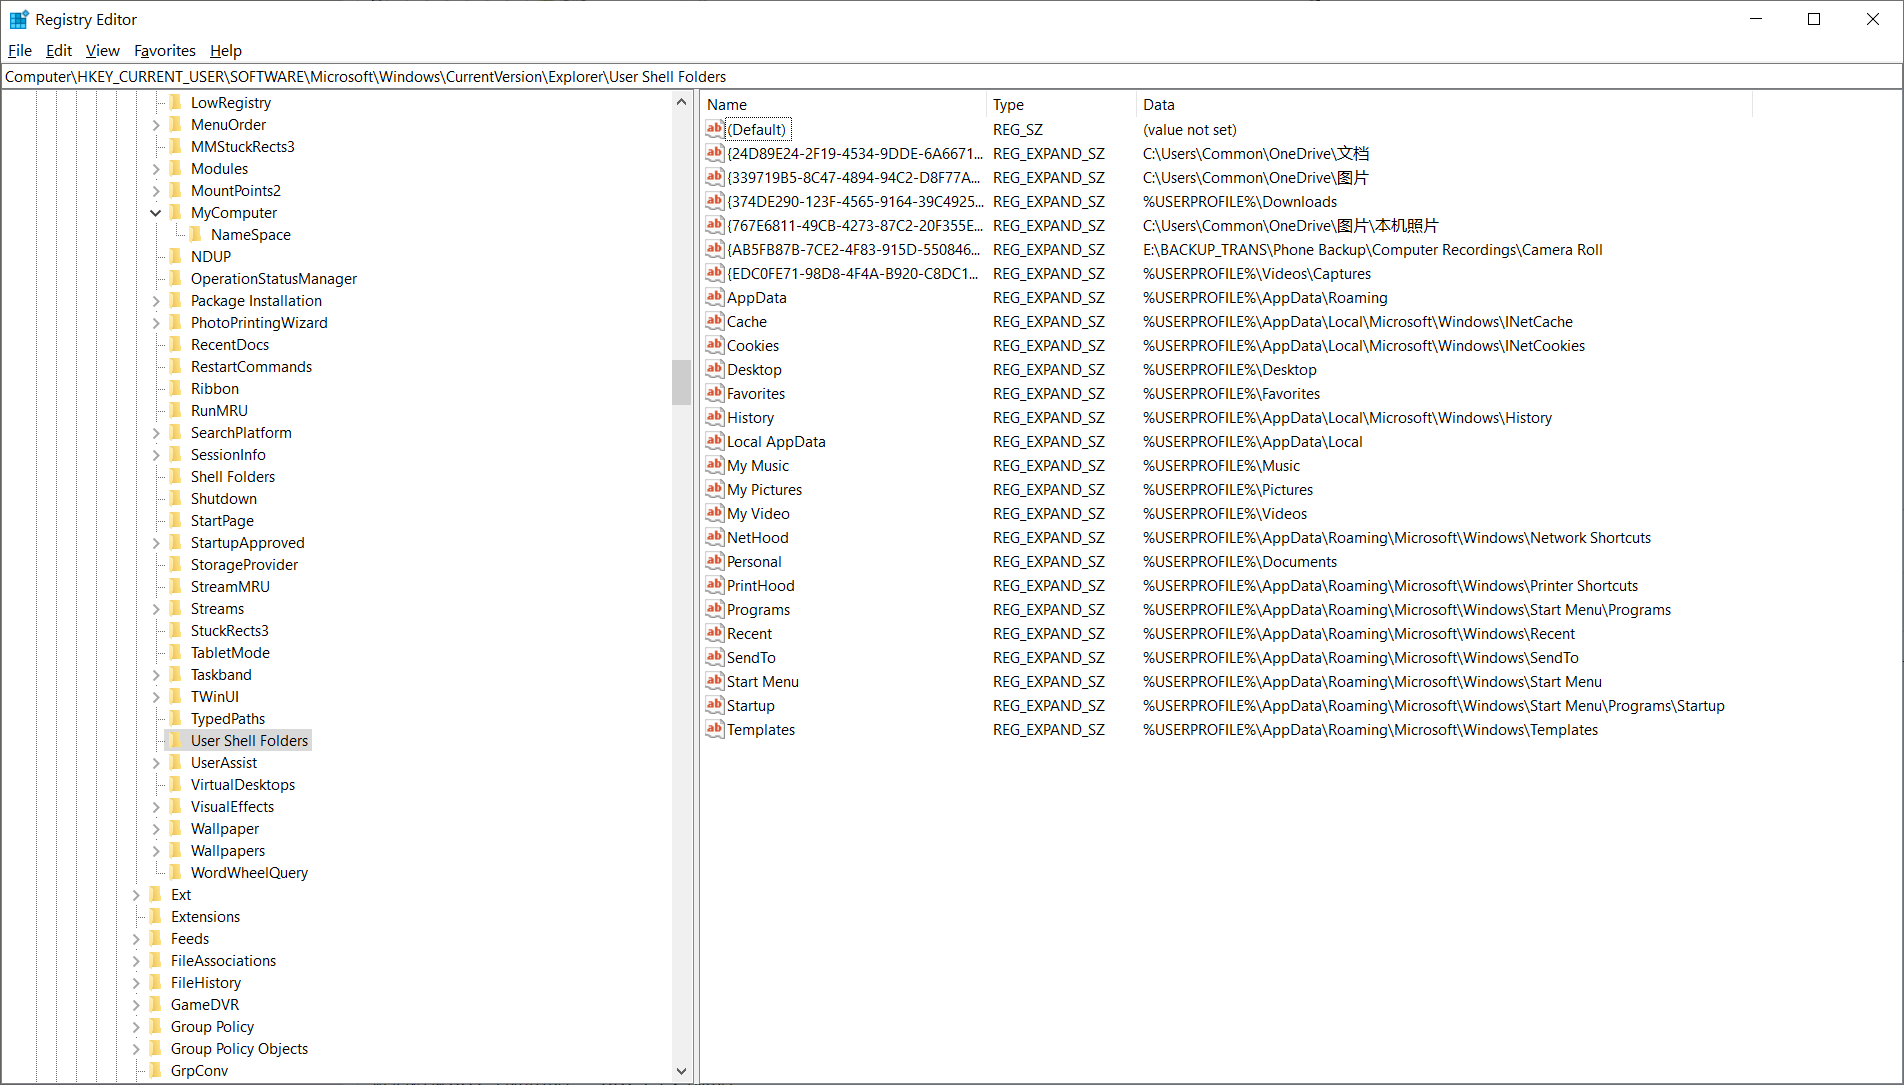 Registry Editor
File Edit View Favorites Help
Computer\HKEY_CURRENT_USER\SOFTWARE\Microsoft\Windows\CurrentVersion\Explorer\User Shell Folders
LowRegistry
MenuOrder
MMStuckRects3
Modules
MountPoints2
MyComputer
NameSpace
NDUP
OperationStatusManager
Package Installation
PhotoPrintingWizard
RecentDocs
RestartCommands
Ribbon
RunMRU
SearchPlatform
SessionInfo
Shell Folders
Shutdown
StartPage
StartupApproved
StorageProvider
StreamMRU
Streams
StuckRects3
TabletMode
Taskband
TWinUI
TypedPaths
User Shell Folders
UserAssist
VirtualDesktops
VisualEffects
Wallpaper
Wallpapers
WordWheelQuery
Ext
Extensions
Feeds
FileAssociations
FileHistory
GameDVR
Group Policy
Group Policy Objects
GrpConv
Name Type Data
(Default) REG_SZ (value not set)
{24D89E24-2F19-4534-9DDE-6A6671... REG_EXPAND_SZ C:\Users\Common\OneDrive\文档
{339719B5-8C47-4894-94C2-D8F77A... REG_EXPAND_SZ C:\Users\Common\OneDrive\图片
{374DE290-123F-4565-9164-39C4925... REG_EXPAND_SZ %USERPROFILE%\Downloads
{767E6811-49CB-4273-87C2-20F355E... REG_EXPAND_SZ C:\Users\Common\OneDrive\图片\本机照片
{AB5FB87B-7CE2-4F83-915D-550846... REG_EXPAND_SZ E:\BACKUP_TRANS\Phone Backup\Computer Recordings\Camera Roll
{EDC0FE71-98D8-4F4A-B920-C8DC1... REG_EXPAND_SZ %USERPROFILE%\Videos\Captures
AppData REG_EXPAND_SZ %USERPROFILE%\AppData\Roaming
Cache REG_EXPAND_SZ %USERPROFILE%\AppData\Local\Microsoft\Windows\INetCache
Cookies REG_EXPAND_SZ %USERPROFILE%\AppData\Local\Microsoft\Windows\INetCookies
Desktop REG_EXPAND_SZ %USERPROFILE%\Desktop
Favorites REG_EXPAND_SZ %USERPROFILE%\Favorites
History REG_EXPAND_SZ %USERPROFILE%\AppData\Local\Microsoft\Windows\History
Local AppData REG_EXPAND_SZ %USERPROFILE%\AppData\Local
My Music REG_EXPAND_SZ %USERPROFILE%\Music
My Pictures REG_EXPAND_SZ %USERPROFILE%\Pictures
My Video REG_EXPAND_SZ %USERPROFILE%\Videos
NetHood REG_EXPAND_SZ %USERPROFILE%\AppData\Roaming\Microsoft\Windows\Network Shortcuts
Personal REG_EXPAND_SZ %USERPROFILE%\Documents
PrintHood REG_EXPAND_SZ %USERPROFILE%\AppData\Roaming\Microsoft\Windows\Printer Shortcuts
Programs REG_EXPAND_SZ %USERPROFILE%\AppData\Roaming\Microsoft\Windows\Start Menu\Programs
Recent REG_EXPAND_SZ %USERPROFILE%\AppData\Roaming\Microsoft\Windows\Recent
SendTo REG_EXPAND_SZ %USERPROFILE%\AppData\Roaming\Microsoft\Windows\SendTo
Start Menu REG_EXPAND_SZ %USERPROFILE%\AppData\Roaming\Microsoft\Windows\Start Menu
Startup REG_EXPAND_SZ %USERPROFILE%\AppData\Roaming\Microsoft\Windows\Start Menu\Programs\Startup
Templates REG_EXPAND_SZ %USERPROFILE%\AppData\Roaming\Microsoft\Windows\Templates